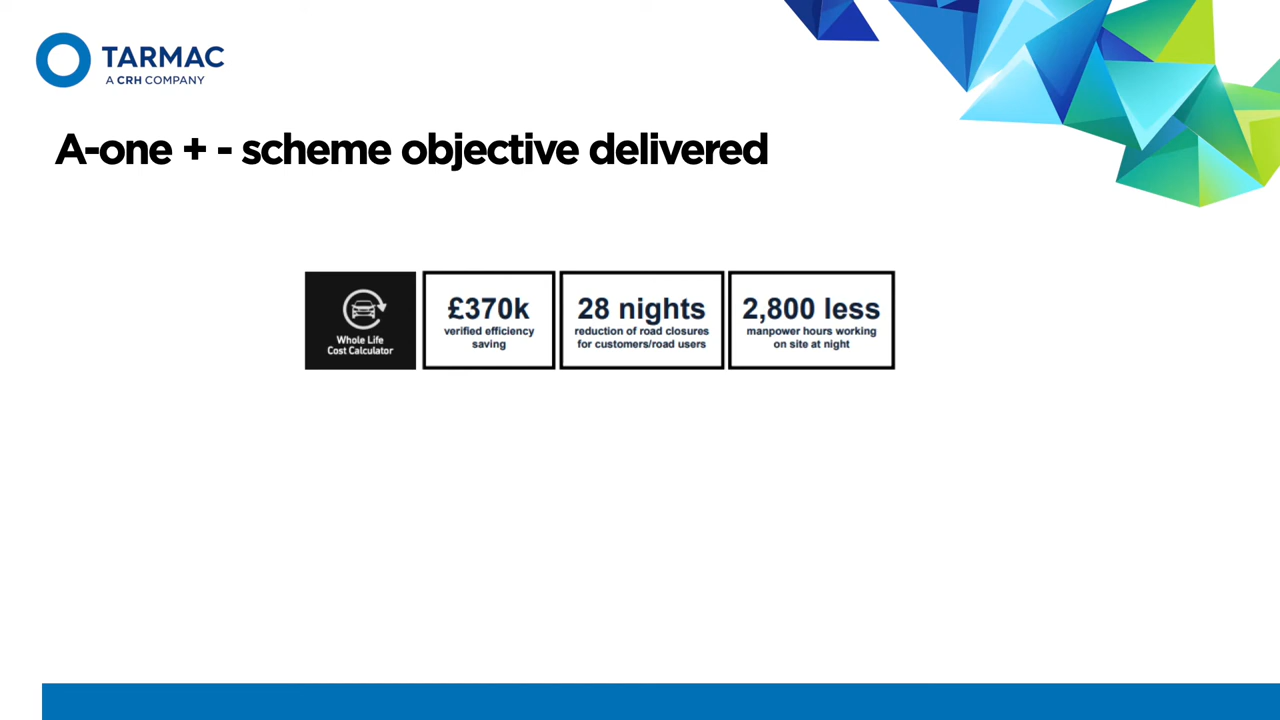 TARMAC
A CRH COMPANY
A-one + - scheme objective delivered
Whole Life
Cost Calculator
£370k
verified efficiency
saving
28 nights
reduction of road closures
for customers/road users
2,800 less
manpower hours working
on site at night